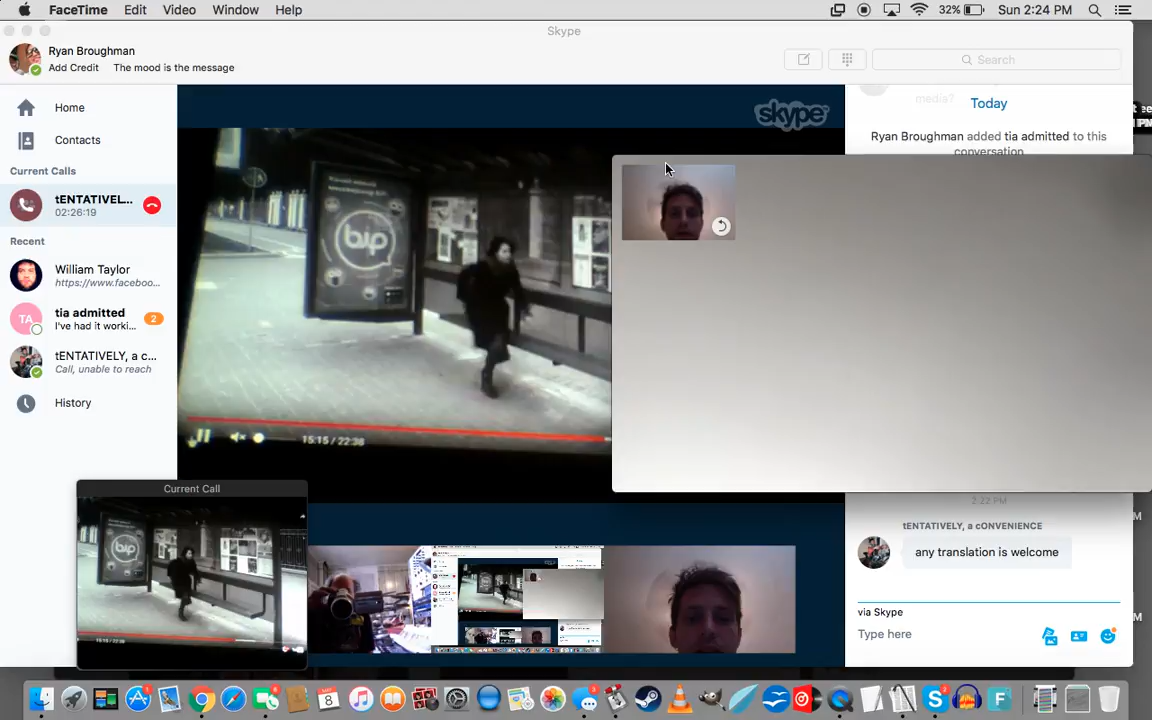 FaceTime Edit Video Window Help 32% Sun 2:24 PM
Skype
Ryan Broughman
Add Credit The mood is the message
Search
Home
Contacts
Current Calls
tENTATIVEL...
02:26:19
Recent
William Taylor
https://www.faceboo...
TA
tia admitted
I've had it worki...
2
tENTATIVELY, a c...
Call, unable to reach
History
skype
bip
15:15 / 22:38
Current Call
bip
media?
Today
Ryan Broughman added tia admitted to this
conversation
2:22 PM
tENTATIVELY, a cONVENIENCE
any translation is welcome
via Skype
Type here